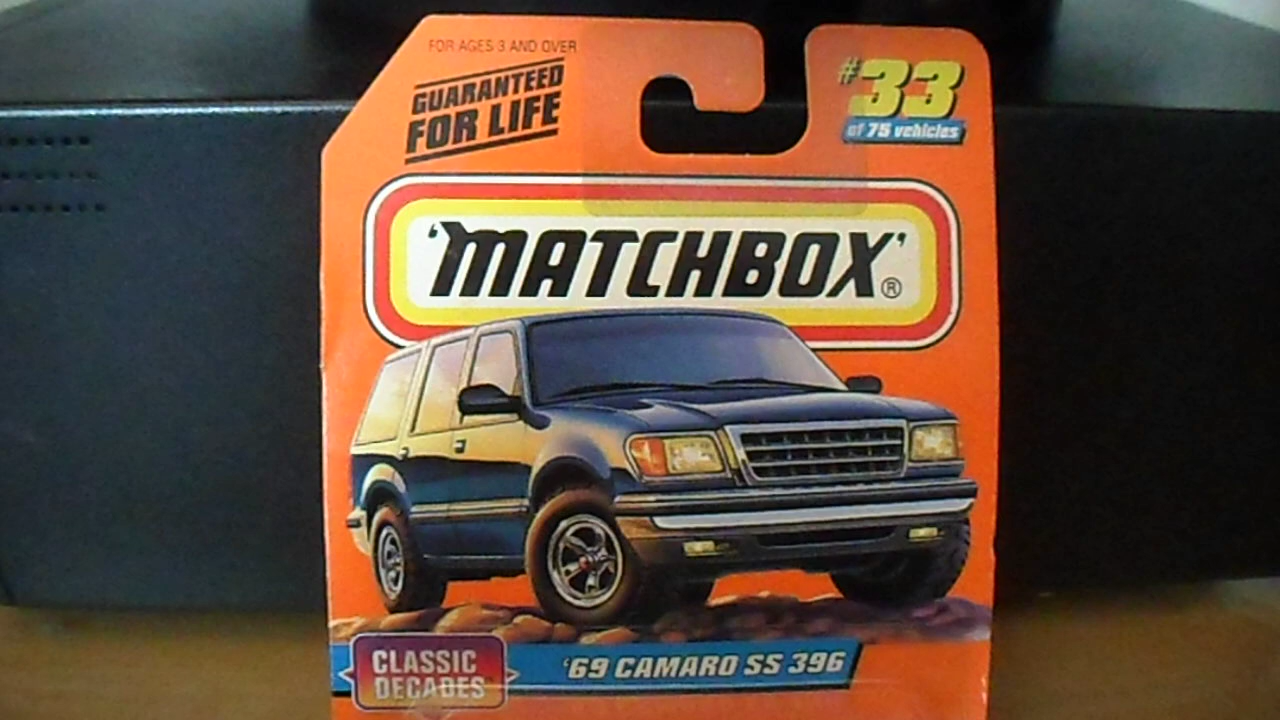 FOR AGES 3 AND OVER
GUARANTEED
FOR LIFE
#33
of 75 vehicles
'MATCHBOX'®
CLASSIC
DECADES
'69 CAMARO SS 396